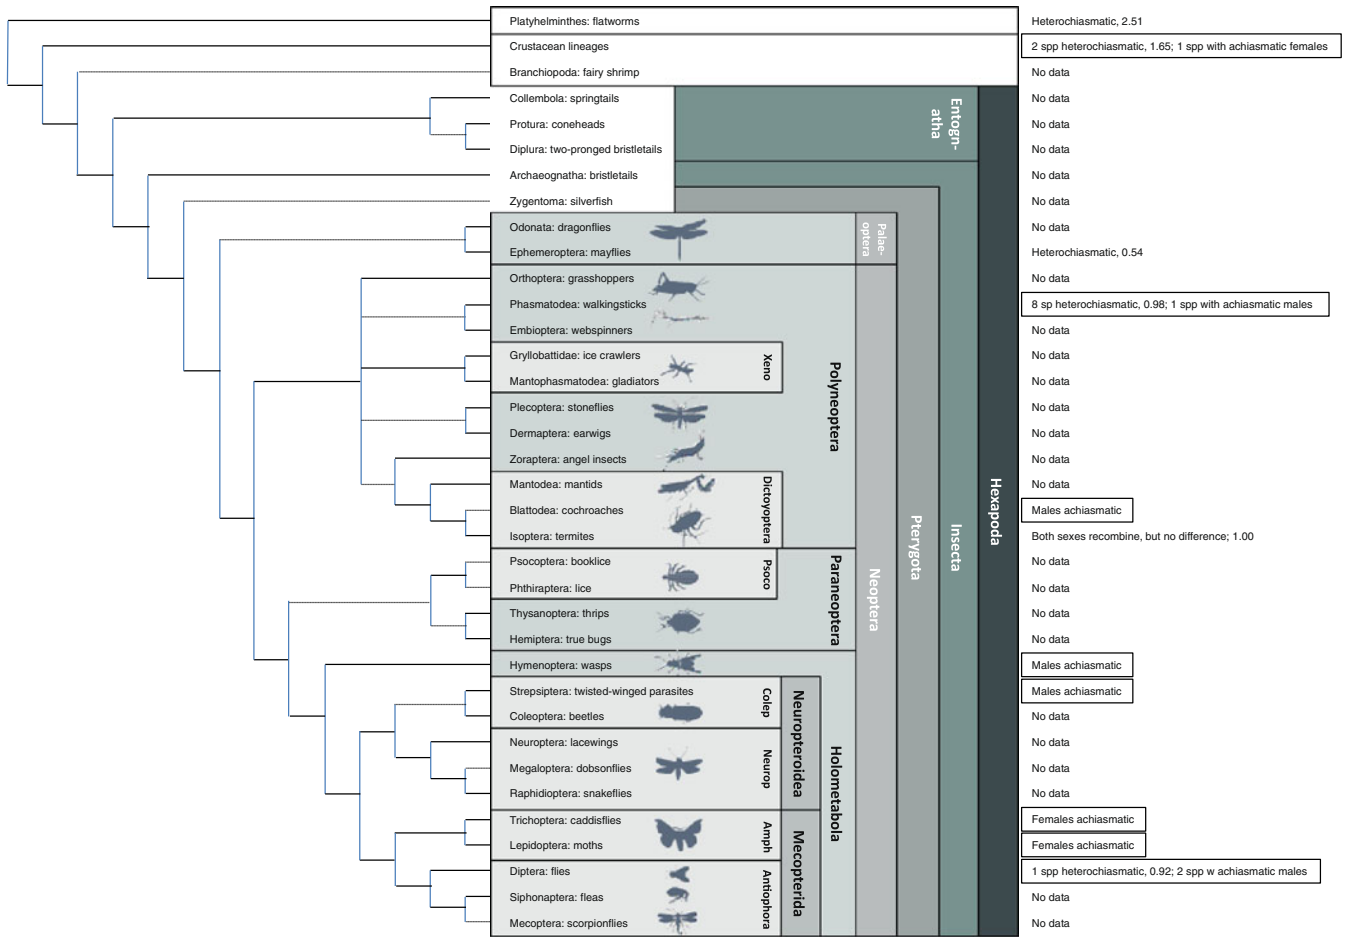 Platyhelminthes: flatworms
Heterochiasmatic, 2.51
Crustacean lineages
2 spp heterochiasmatic, 1.65; 1 spp with achiasmatic females
Branchiopoda: fairy shrimp
No data
Collembola: springtails
No data
Protura: coneheads
No data
Diplura: two-pronged bristletails
No data
Archaeognatha: bristletails
No data
Zygentoma: silverfish
No data
Odonata: dragonflies
No data
Ephemeroptera: mayflies
Heterochiasmatic, 0.54
Orthoptera: grasshoppers
No data
Phasmatodea: walkingsticks
8 sp heterochiasmatic, 0.98; 1 spp with achiasmatic males
Embioptera: webspinners
No data
Gryllobattidae: ice crawlers
No data
Mantophasmatodea: gladiators
No data
Plecoptera: stoneflies
No data
Dermaptera: earwigs
No data
Zoraptera: angel insects
No data
Mantodea: mantids
No data
Blattodea: cochroaches
Males achiasmatic
Isoptera: termites
Both sexes recombine, but no difference; 1.00
Psocoptera: booklice
No data
Phthiraptera: lice
No data
Thysanoptera: thrips
No data
Hemiptera: true bugs
No data
Hymenoptera: wasps
Males achiasmatic
Strepsiptera: twisted-winged parasites
Males achiasmatic
Coleoptera: beetles
No data
Neuroptera: lacewings
No data
Megaloptera: dobsonflies
No data
Raphidioptera: snakeflies
No data
Trichoptera: caddisflies
Females achiasmatic
Lepidoptera: moths
Females achiasmatic
Diptera: flies
1 spp heterochiasmatic, 0.92; 2 spp w achiasmatic males
Siphonaptera: fleas
No data
Mecoptera: scorpionflies
No data
Xeno
Dictoyoptera
Psoco
Colep
Neurop
Amph
Antiophora
Neuropteroidea
Mecopterida
Polyneoptera
Paraneoptera
Holometabola
Palae-
optera
Neoptera
Pterygota
Entogn-
atha
Insecta
Hexapoda